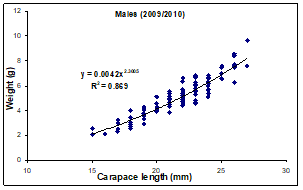 Males (2009/2010)
12
10
8
6
4
2
0
Weight (g)
y = 0.0042x
R² = 0.869
10 15 20 25 30
Carapace length (mm)